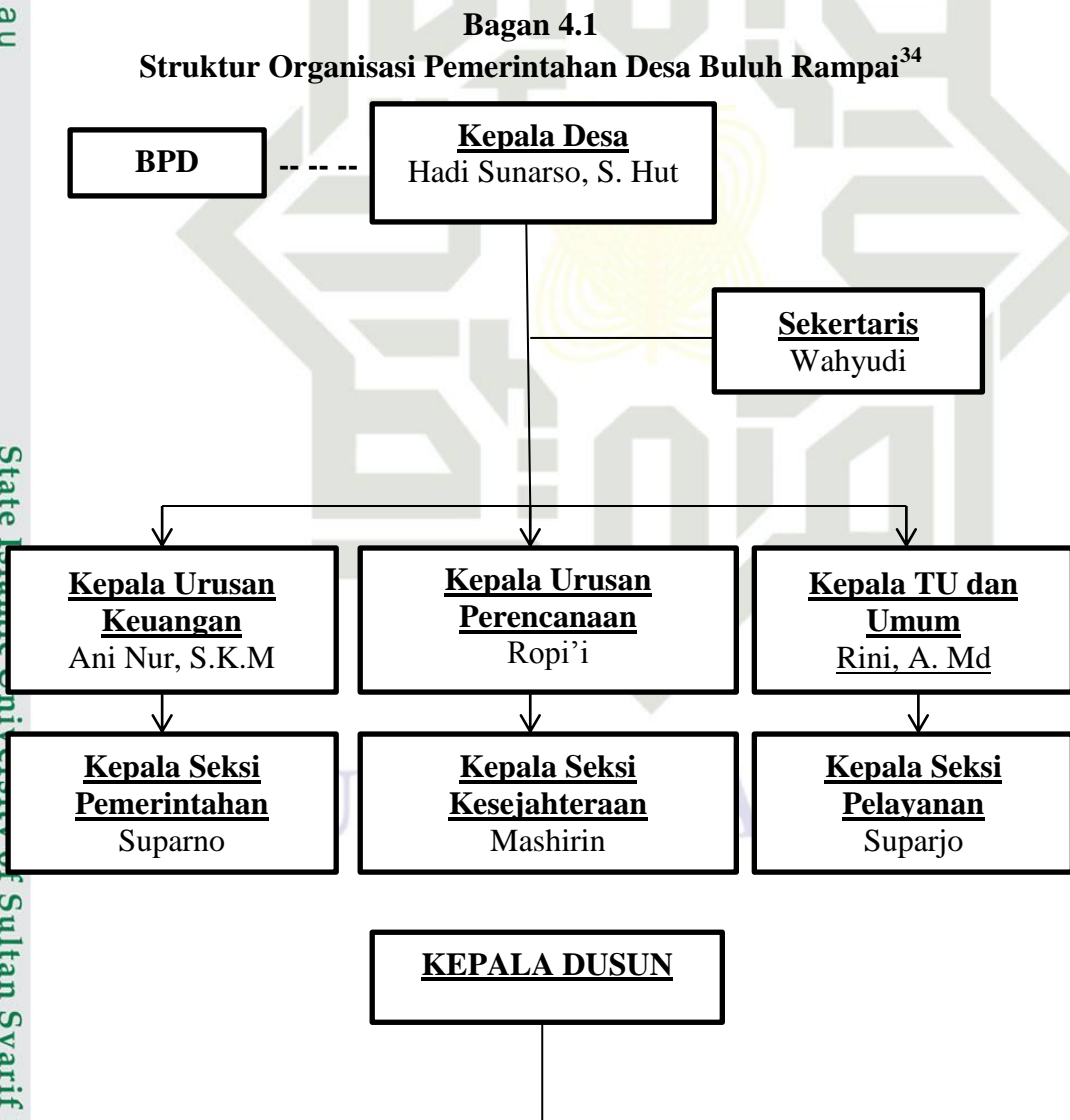 Bagan 4.1
Struktur Organisasi Pemerintahan Desa Buluh Rampai34
BPD
Kepala Desa
Hadi Sunarso, S. Hut
Sekertaris
Wahyudi
Kepala Urusan
Keuangan
Ani Nur, S.K.M
Kepala Urusan
Perencanaan
Ropi’i
Kepala TU dan
Umum
Rini, A. Md
Kepala Seksi
Pemerintahan
Suparno
Kepala Seksi
Kesejahteraan
Mashirin
Kepala Seksi
Pelayanan
Suparjo
KEPALA DUSUN
State
of Sultan Syarif